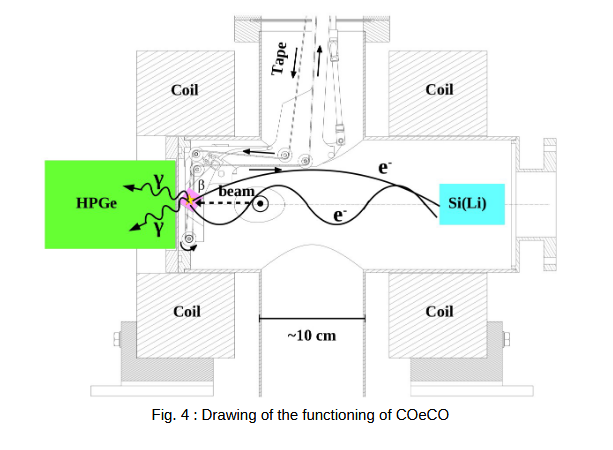 Tape
Coil
Coil
γ
β
beam
e-
HPGe
Si(Li)
γ
e-
Coil
Coil
~10 cm
Fig. 4 : Drawing of the functioning of COeCO